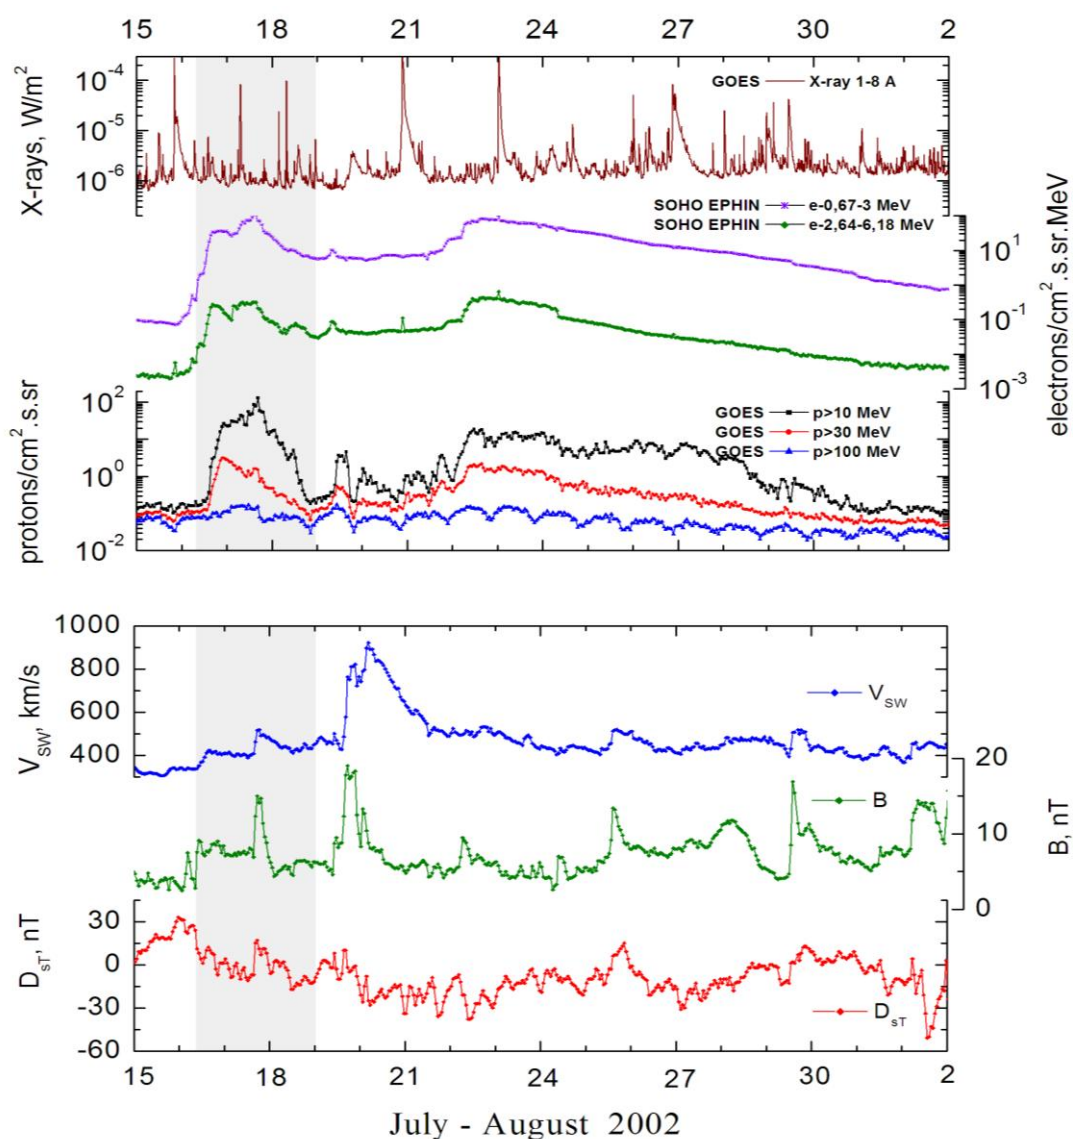 15 18 21 24 27 30 2
X-rays, W/m²
10⁻⁴
10⁻⁵
10⁻⁶
GOES X-ray 1-8 A
SOHO EPHIN e-0,67-3 MeV
SOHO EPHIN e-2,64-6,18 MeV
10¹
10⁻¹
10⁻³
electrons/cm².s.sr.MeV
protons/cm².s.sr
10²
10⁰
10⁻²
GOES p>10 MeV
GOES p>30 MeV
GOES p>100 MeV
V_SW, km/s
1000
800
600
400
V_SW
20
10
0
B, nT
B
D_sT, nT
30
0
-30
-60
D_sT
15 18 21 24 27 30 2
July - August 2002